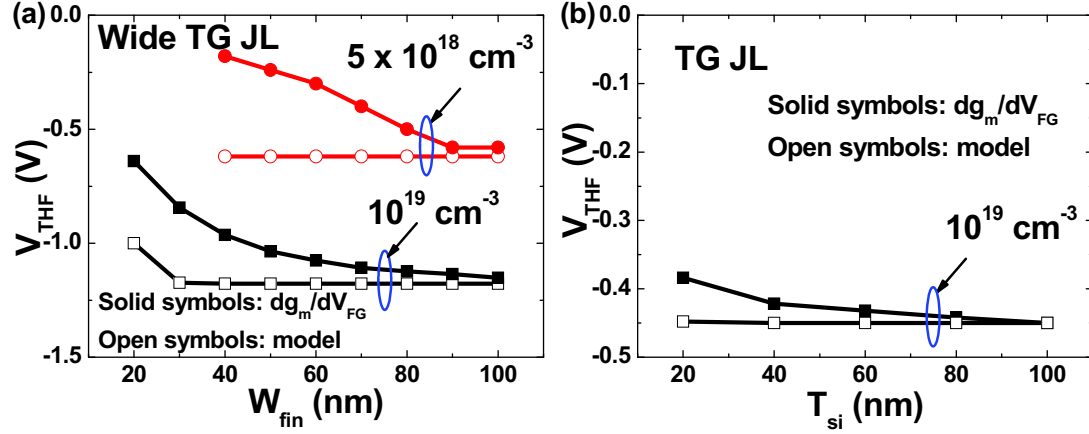 (a)
Wide TG JL
5 x 10^18 cm^-3
10^19 cm^-3
Solid symbols: dg_m/dV_FG
Open symbols: model
V_THF (V)
0.0
-0.5
-1.0
-1.5
20 40 60 80 100
W_fin (nm)
(b)
TG JL
Solid symbols: dg_m/dV_FG
Open symbols: model
10^19 cm^-3
V_THF (V)
0.0
-0.1
-0.2
-0.3
-0.4
-0.5
20 40 60 80 100
T_si (nm)